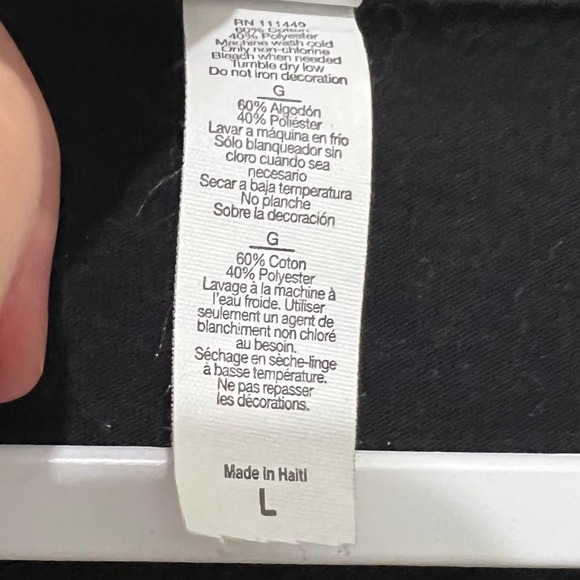 RN 111449
60% Cotton
40% Polyester
Machine wash cold
Only non-chlorine
Bleach when needed
Tumble dry low
Do not iron decoration
G
60% Algodón
40% Poliéster
Lavar a máquina en frío
Sólo blanqueador sin
cloro cuando sea
necesario
Secar a baja temperatura
No planche
Sobre la decoración
G
60% Coton
40% Polyester
Lavage à la machine à
l'eau froide. Utiliser
seulement un agent de
blanchiment non chloré
au besoin.
Séchage en sèche-linge
à basse température.
Ne pas repasser
les décorations.
Made in Haiti
L